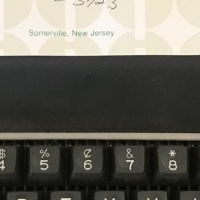 Somerville, New Jersey
$ % ¢ & *
4 5 6 7 8